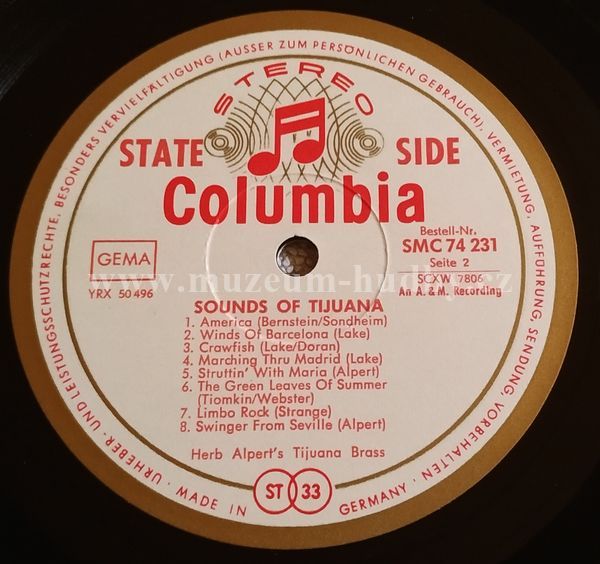 URHEBER- UND LEISTUNGSSCHUTZRECHTE, BESONDERS VERVIELFÄLTIGUNG (AUSSER ZUM PERSÖNLICHEN GEBRAUCH), VERMIETUNG, AUFFÜHRUNG, SENDUNG, VORBEHALTEN · MADE IN GERMANY ·
STEREO
STATE SIDE
Columbia
GEMA
YRX 50 496
Bestell-Nr.
SMC 74 231
Seite 2
SCXW 7806
An A. & M. Recording
www.muzeum-hudby.cz
SOUNDS OF TIJUANA
1. America (Bernstein/Sondheim)
2. Winds Of Barcelona (Lake)
3. Crawfish (Lake/Doran)
4. Marching Thru Madrid (Lake)
5. Struttin' With Maria (Alpert)
6. The Green Leaves Of Summer
(Tiomkin/Webster)
7. Limbo Rock (Strange)
8. Swinger From Seville (Alpert)
Herb Alpert's Tijuana Brass
ST 33